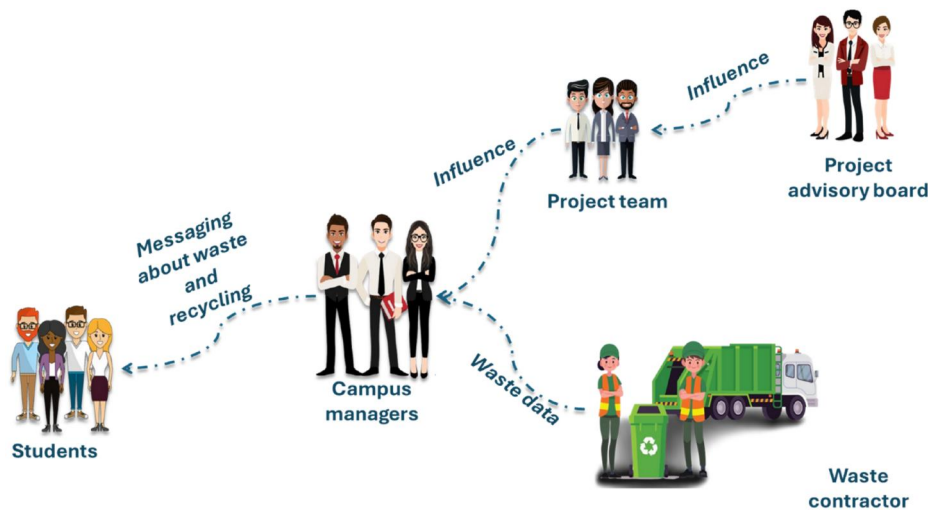 Influence
Project
advisory board
Influence
Project team
Messaging
about waste
and
recycling
Campus
managers
Students
Waste data
Waste
contractor